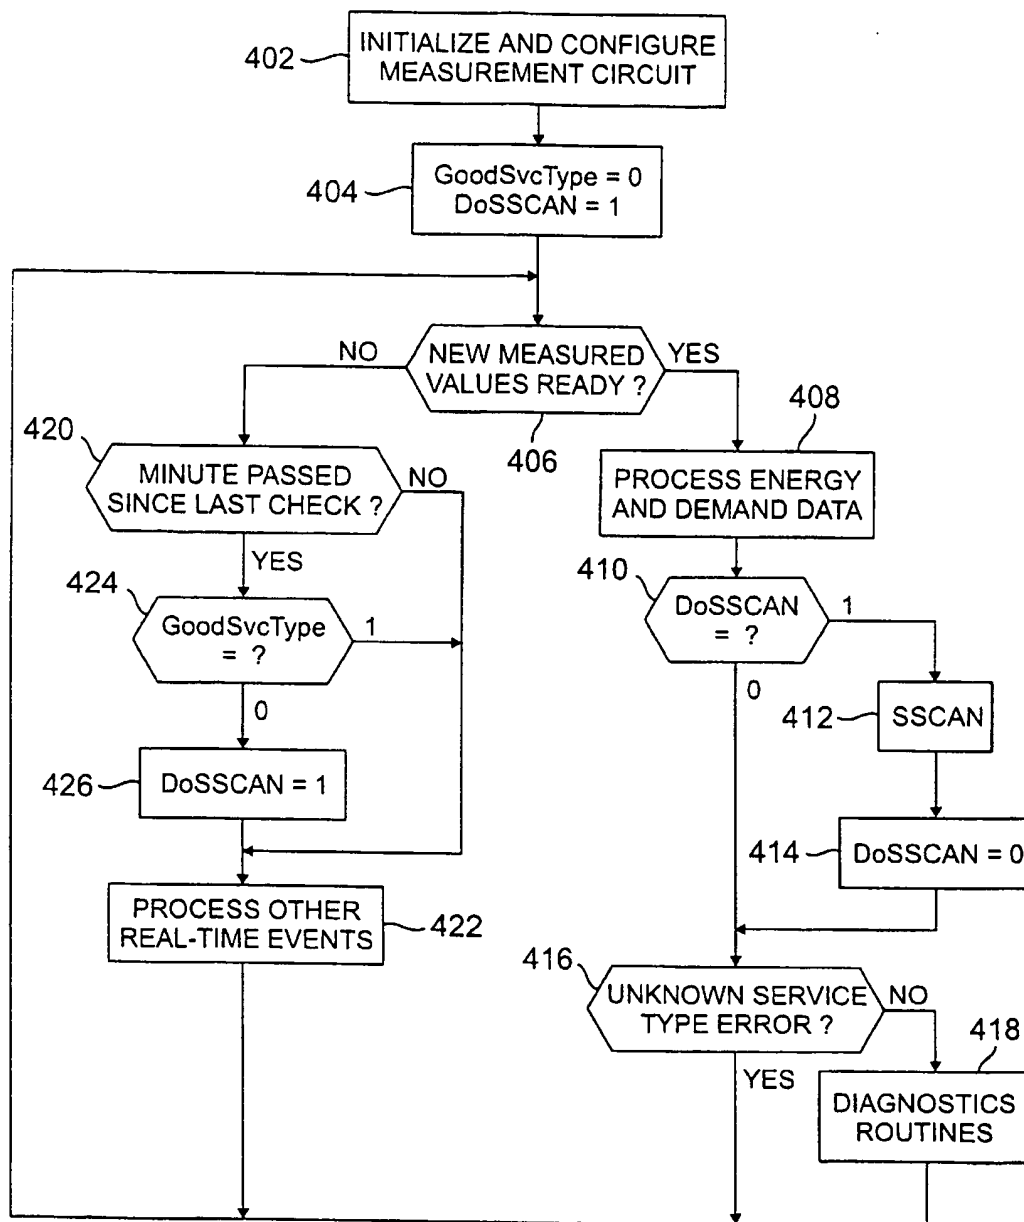 402
INITIALIZE AND CONFIGURE
MEASUREMENT CIRCUIT
404
GoodSvcType = 0
DoSSCAN = 1
NO
NEW MEASURED
VALUES READY ?
YES
406
408
420
MINUTE PASSED
SINCE LAST CHECK ?
NO
YES
PROCESS ENERGY
AND DEMAND DATA
424
GoodSvcType
= ?
1
0
410
DoSSCAN
= ?
1
0
412
SSCAN
426
DoSSCAN = 1
414
DoSSCAN = 0
PROCESS OTHER
REAL-TIME EVENTS
422
416
UNKNOWN SERVICE
TYPE ERROR ?
NO
YES
418
DIAGNOSTICS
ROUTINES